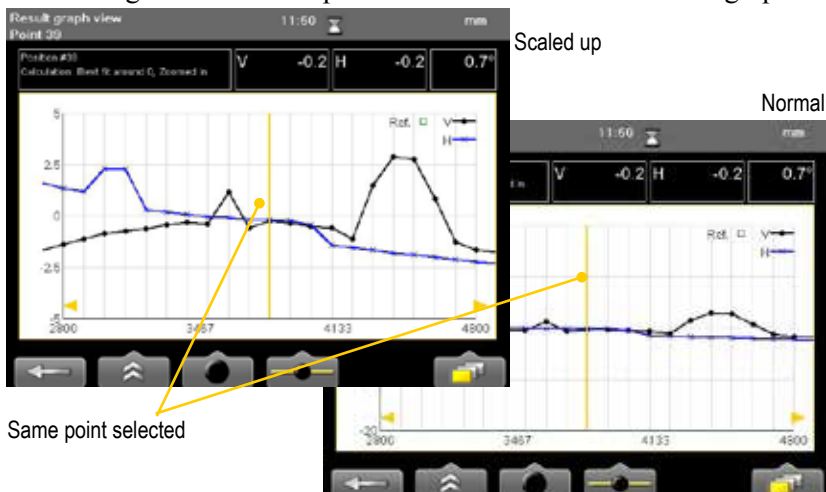 Result graph view 11:50 mm
Point 39
Scaled up
Position #39
Calculation: Best fit around 0, Zoomed in
V -0.2 H -0.2 0.7°
Normal
5
Ref. V
H
2.5
0
-2.5
-5
2800 3467 4133 4800
11:50 mm
V -0.2 H -0.2 0.7°
Ref. V
H
-20
2800 3467 4133 4800
Same point selected